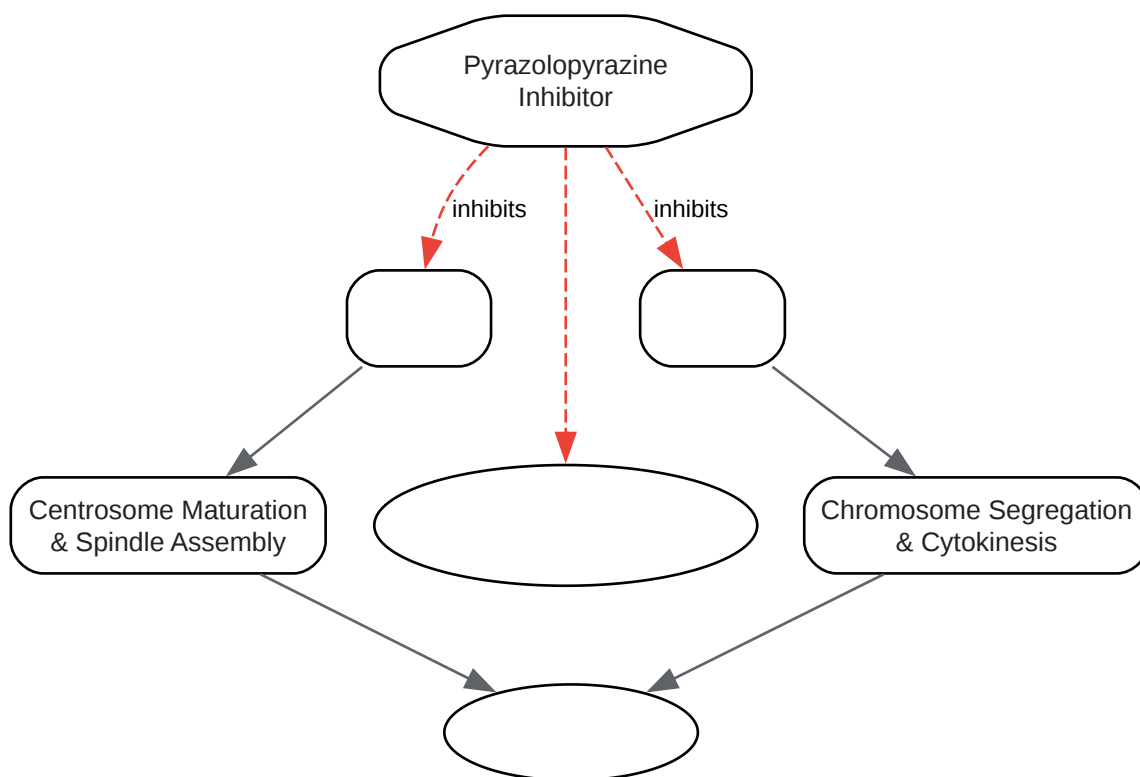 Pyrazolopyrazine
Inhibitor
inhibits
inhibits
Centrosome Maturation
& Spindle Assembly
Chromosome Segregation
& Cytokinesis